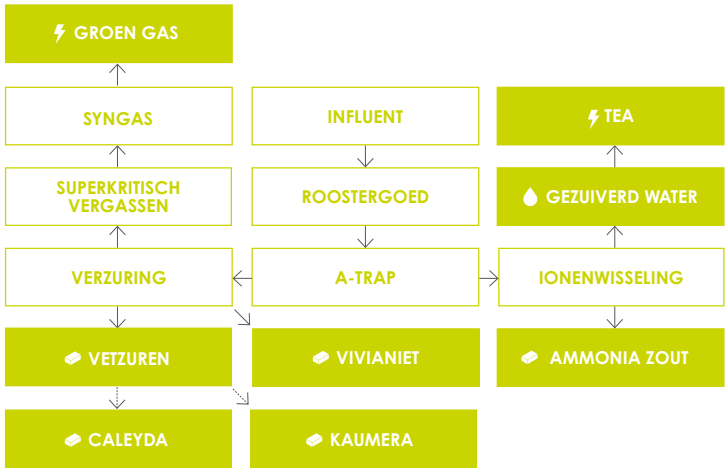 GROEN GAS
SYNGAS
INFLUENT
TEA
SUPERKRITISCH
VERGASSEN
ROOSTERGOED
GEZUIVERD WATER
VERZURING
A-TRAP
IONENWISSELING
VETZUREN
VIVIANIET
AMMONIA ZOUT
CALEYDA
KAUMERA